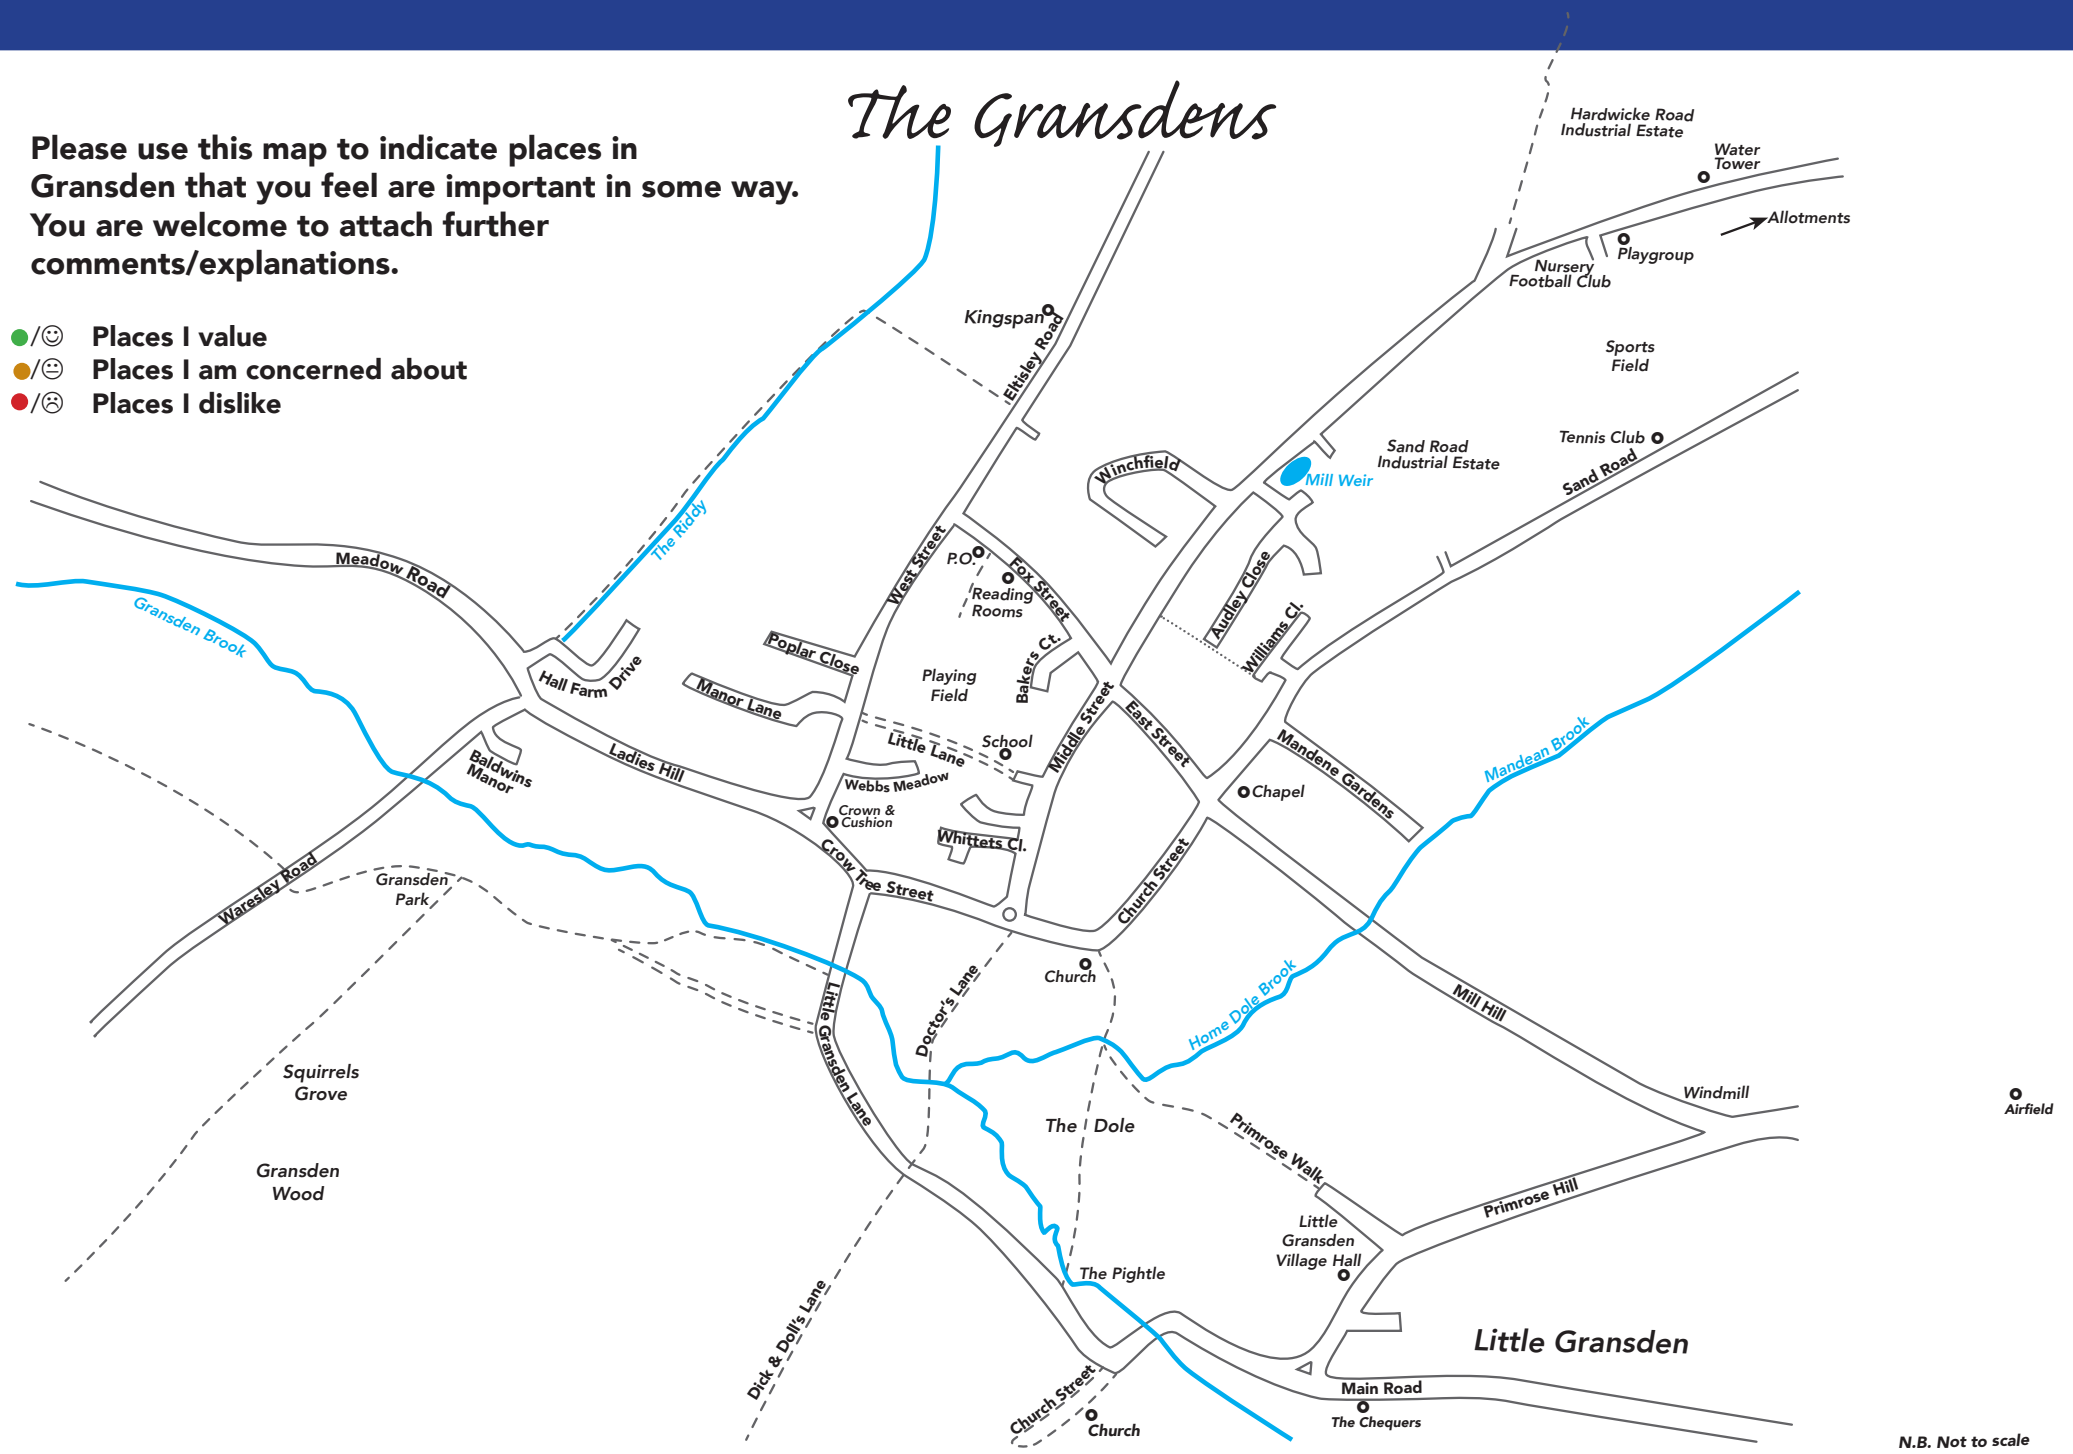 The Gransdens
Please use this map to indicate places in
Gransden that you feel are important in some way.
You are welcome to attach further
comments/explanations.
Places I value
Places I am concerned about
Places I dislike
Hardwicke Road
Industrial Estate
Water
Tower
Allotments
Playgroup
Nursery
Football Club
Kingspan
Eltisley Road
Sports
Field
Tennis Club
Sand Road
Sand Road
Industrial Estate
Mill Weir
Winchfield
The Riddy
Meadow Road
Gransden Brook
West Street
P.O.
Fox Street
Reading
Rooms
Audley Close
Williams Cl.
Poplar Close
Hall Farm Drive
Manor Lane
Playing
Field
Bakers Ct.
Middle Street
East Street
Little Lane
School
Mandene Gardens
Mandean Brook
Ladies Hill
Baldwins
Manor
Webbs Meadow
Crown &
Cushion
Chapel
Whittets Cl.
Crow Tree Street
Church Street
Waresley Road
Gransden
Park
Church
Doctor's Lane
Little Gransden Lane
Home Dole Brook
Mill Hill
Squirrels
Grove
Windmill
Airfield
The Dole
Primrose Walk
Gransden
Wood
Primrose Hill
Little
Gransden
Village Hall
The Pightle
Dick & Doll's Lane
Little Gransden
Church Street
Church
Main Road
The Chequers
N.B. Not to scale